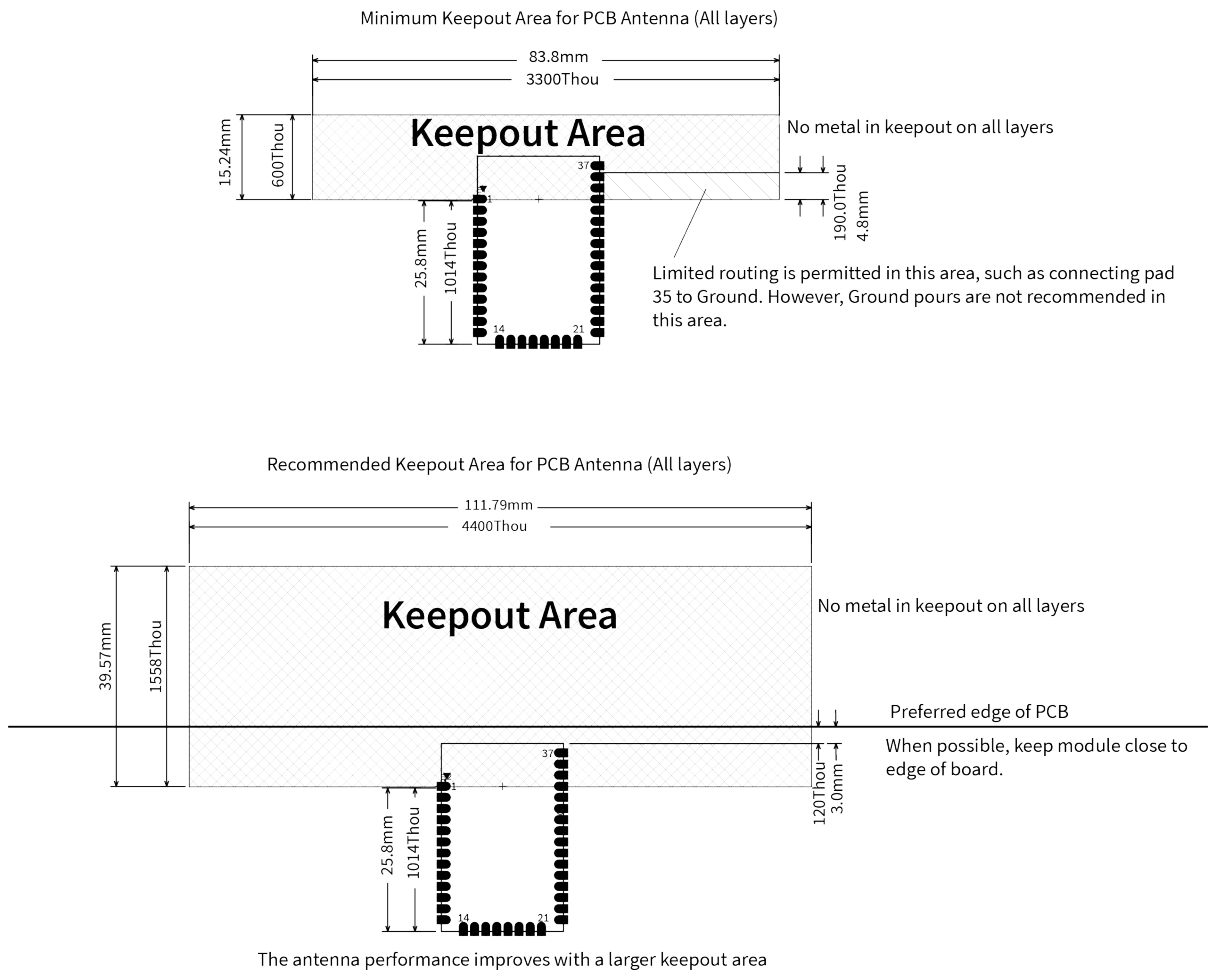 Minimum Keepout Area for PCB Antenna (All layers)
83.8mm
3300Thou
Keepout Area
No metal in keepout on all layers
15.24mm
600Thou
37
1
190.0Thou
4.8mm
25.8mm
1014Thou
Limited routing is permitted in this area, such as connecting pad
35 to Ground. However, Ground pours are not recommended in
this area.
14
21
Recommended Keepout Area for PCB Antenna (All layers)
111.79mm
4400Thou
Keepout Area
No metal in keepout on all layers
39.57mm
1558Thou
Preferred edge of PCB
When possible, keep module close to
edge of board.
37
1
120Thou
3.0mm
25.8mm
1014Thou
14
21
The antenna performance improves with a larger keepout area